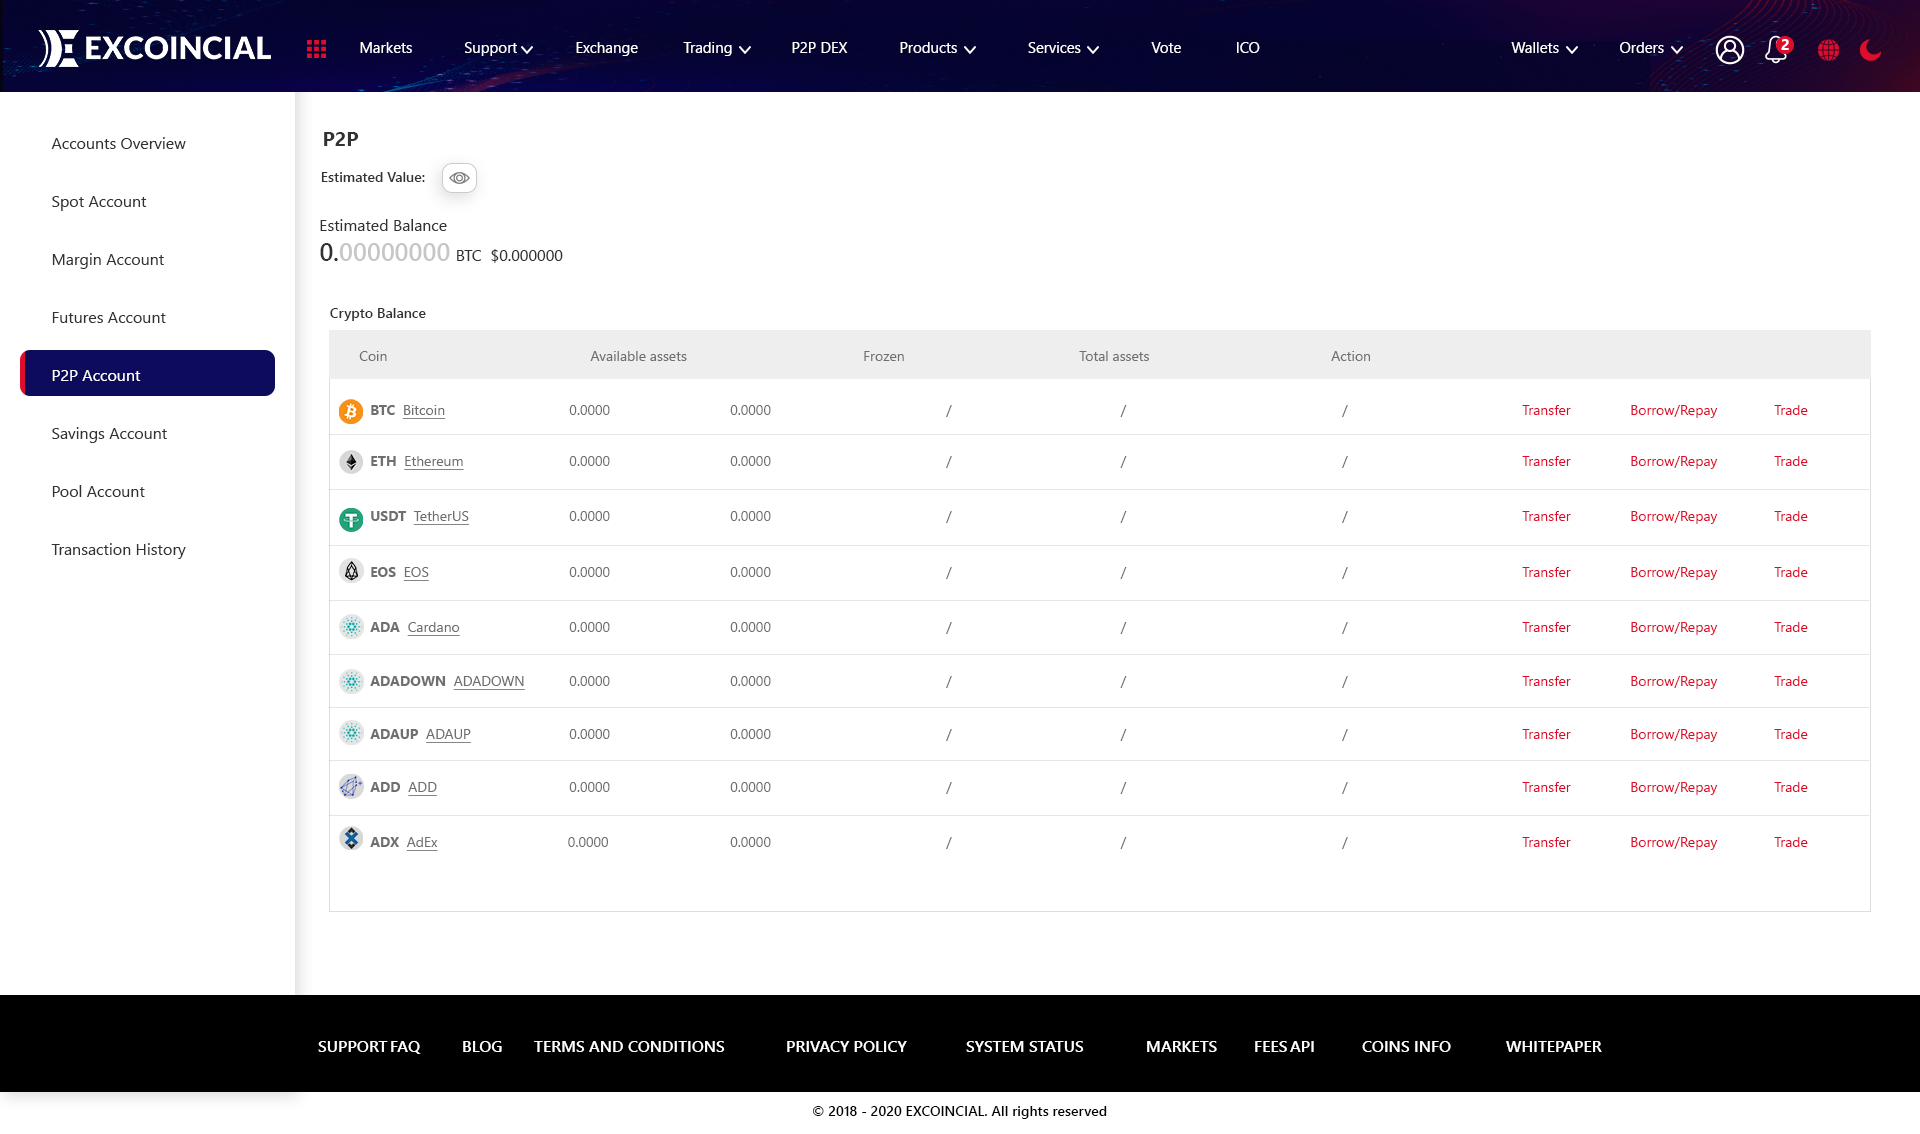 EXCOINCIAL Markets Support Exchange Trading P2P DEX Products Services Vote ICO Wallets Orders 2
Accounts Overview
Spot Account
Margin Account
Futures Account
P2P Account
Savings Account
Pool Account
Transaction History
P2P
Estimated Value:
Estimated Balance
0.00000000 BTC $0.000000
Crypto Balance
Coin Available assets Frozen Total assets Action
BTC Bitcoin 0.0000 0.0000 / / / Transfer Borrow/Repay Trade
ETH Ethereum 0.0000 0.0000 / / / Transfer Borrow/Repay Trade
USDT TetherUS 0.0000 0.0000 / / / Transfer Borrow/Repay Trade
EOS EOS 0.0000 0.0000 / / / Transfer Borrow/Repay Trade
ADA Cardano 0.0000 0.0000 / / / Transfer Borrow/Repay Trade
ADADOWN ADADOWN 0.0000 0.0000 / / / Transfer Borrow/Repay Trade
ADAUP ADAUP 0.0000 0.0000 / / / Transfer Borrow/Repay Trade
ADD ADD 0.0000 0.0000 / / / Transfer Borrow/Repay Trade
ADX AdEx 0.0000 0.0000 / / / Transfer Borrow/Repay Trade
SUPPORT FAQ BLOG TERMS AND CONDITIONS PRIVACY POLICY SYSTEM STATUS MARKETS FEES API COINS INFO WHITEPAPER
© 2018 - 2020 EXCOINCIAL. All rights reserved